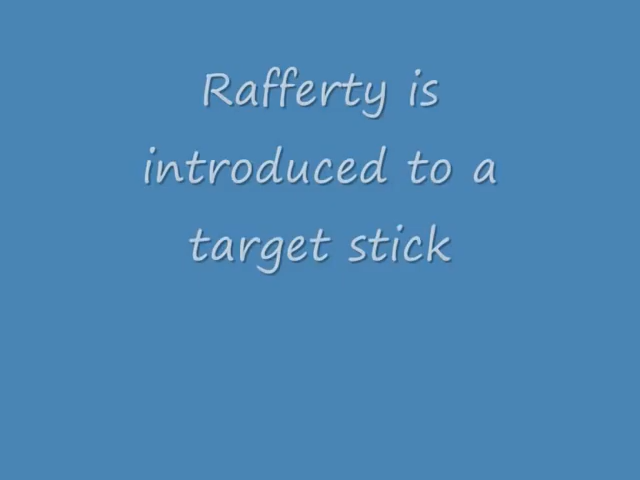 Rafferty is
introduced to a
target stick